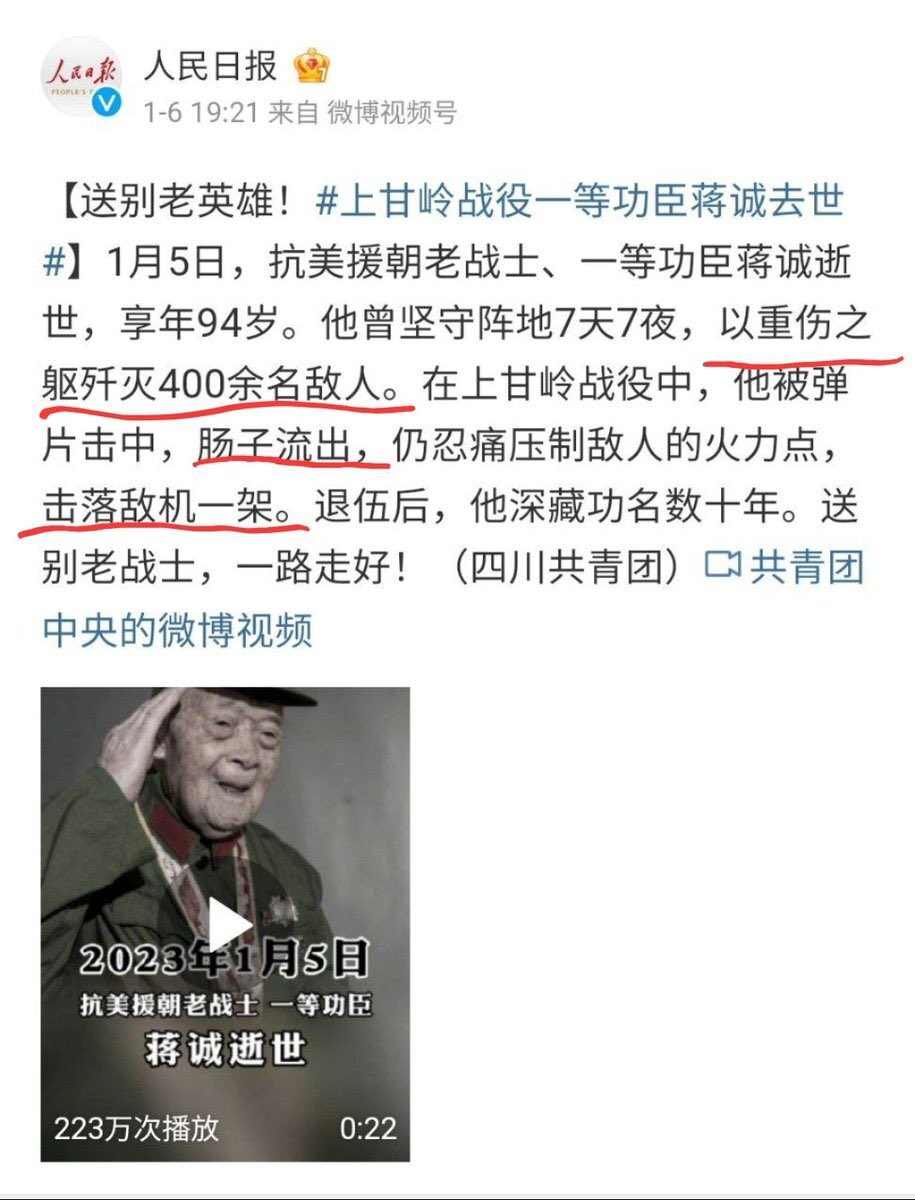 人民日报
PEOPLE'S
人民日报
1-6 19:21 来自 微博视频号
【送别老英雄！#上甘岭战役一等功臣蒋诚去世
#】1月5日，抗美援朝老战士、一等功臣蒋诚逝
世，享年94岁。他曾坚守阵地7天7夜，以重伤之
躯歼灭400余名敌人。在上甘岭战役中，他被弹
片击中，肠子流出，仍忍痛压制敌人的火力点，
击落敌机一架。退伍后，他深藏功名数十年。送
别老战士，一路走好！（四川共青团）共青团
中央的微博视频
2023年1月5日
抗美援朝老战士 一等功臣
蒋诚逝世
223万次播放
0:22